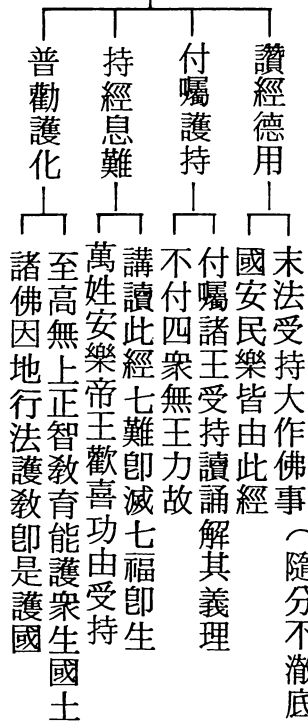 讚經德用
末法受持大作佛事（隨分不澈底
國安民樂皆由此經
付囑護持
付囑諸王受持讀誦解其義理
不付四衆無王力故
持經息難
講讀此經七難卽滅七福卽生
萬姓安樂帝王歡喜功由受持
普勸護化
至高無上正智敎育能護衆生國土
諸佛因地行法護敎卽是護國